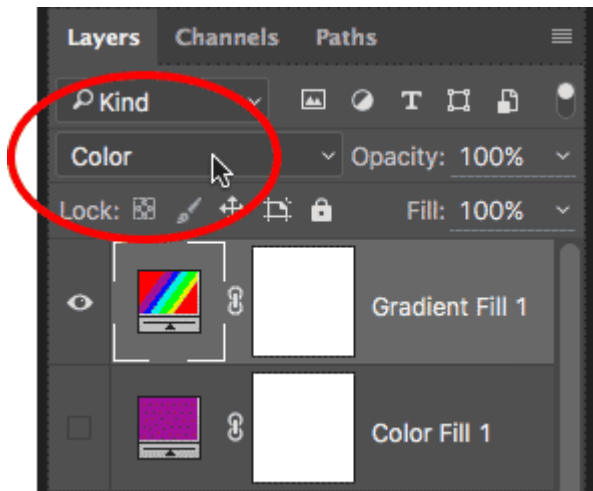 Layers Channels Paths
Kind
Color Opacity: 100%
Lock: Fill: 100%
Gradient Fill 1
Color Fill 1